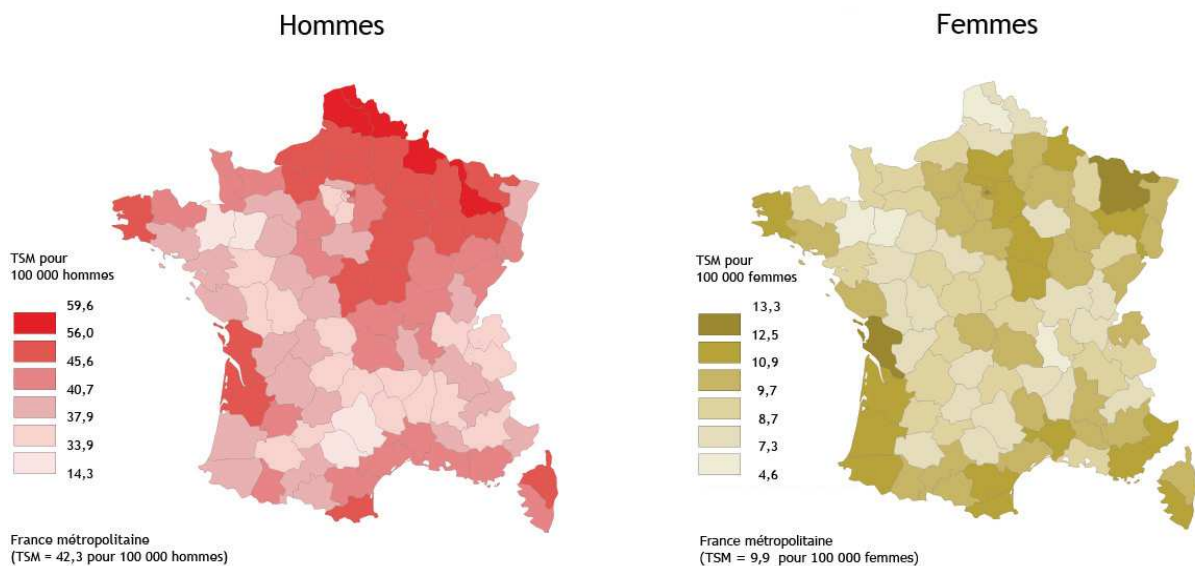 Hommes
TSM pour
100 000 hommes
59,6
56,0
45,6
40,7
37,9
33,9
14,3
France métropolitaine
(TSM = 42,3 pour 100 000 hommes)
Femmes
TSM pour
100 000 femmes
13,3
12,5
10,9
9,7
8,7
7,3
4,6
France métropolitaine
(TSM = 9,9 pour 100 000 femmes)